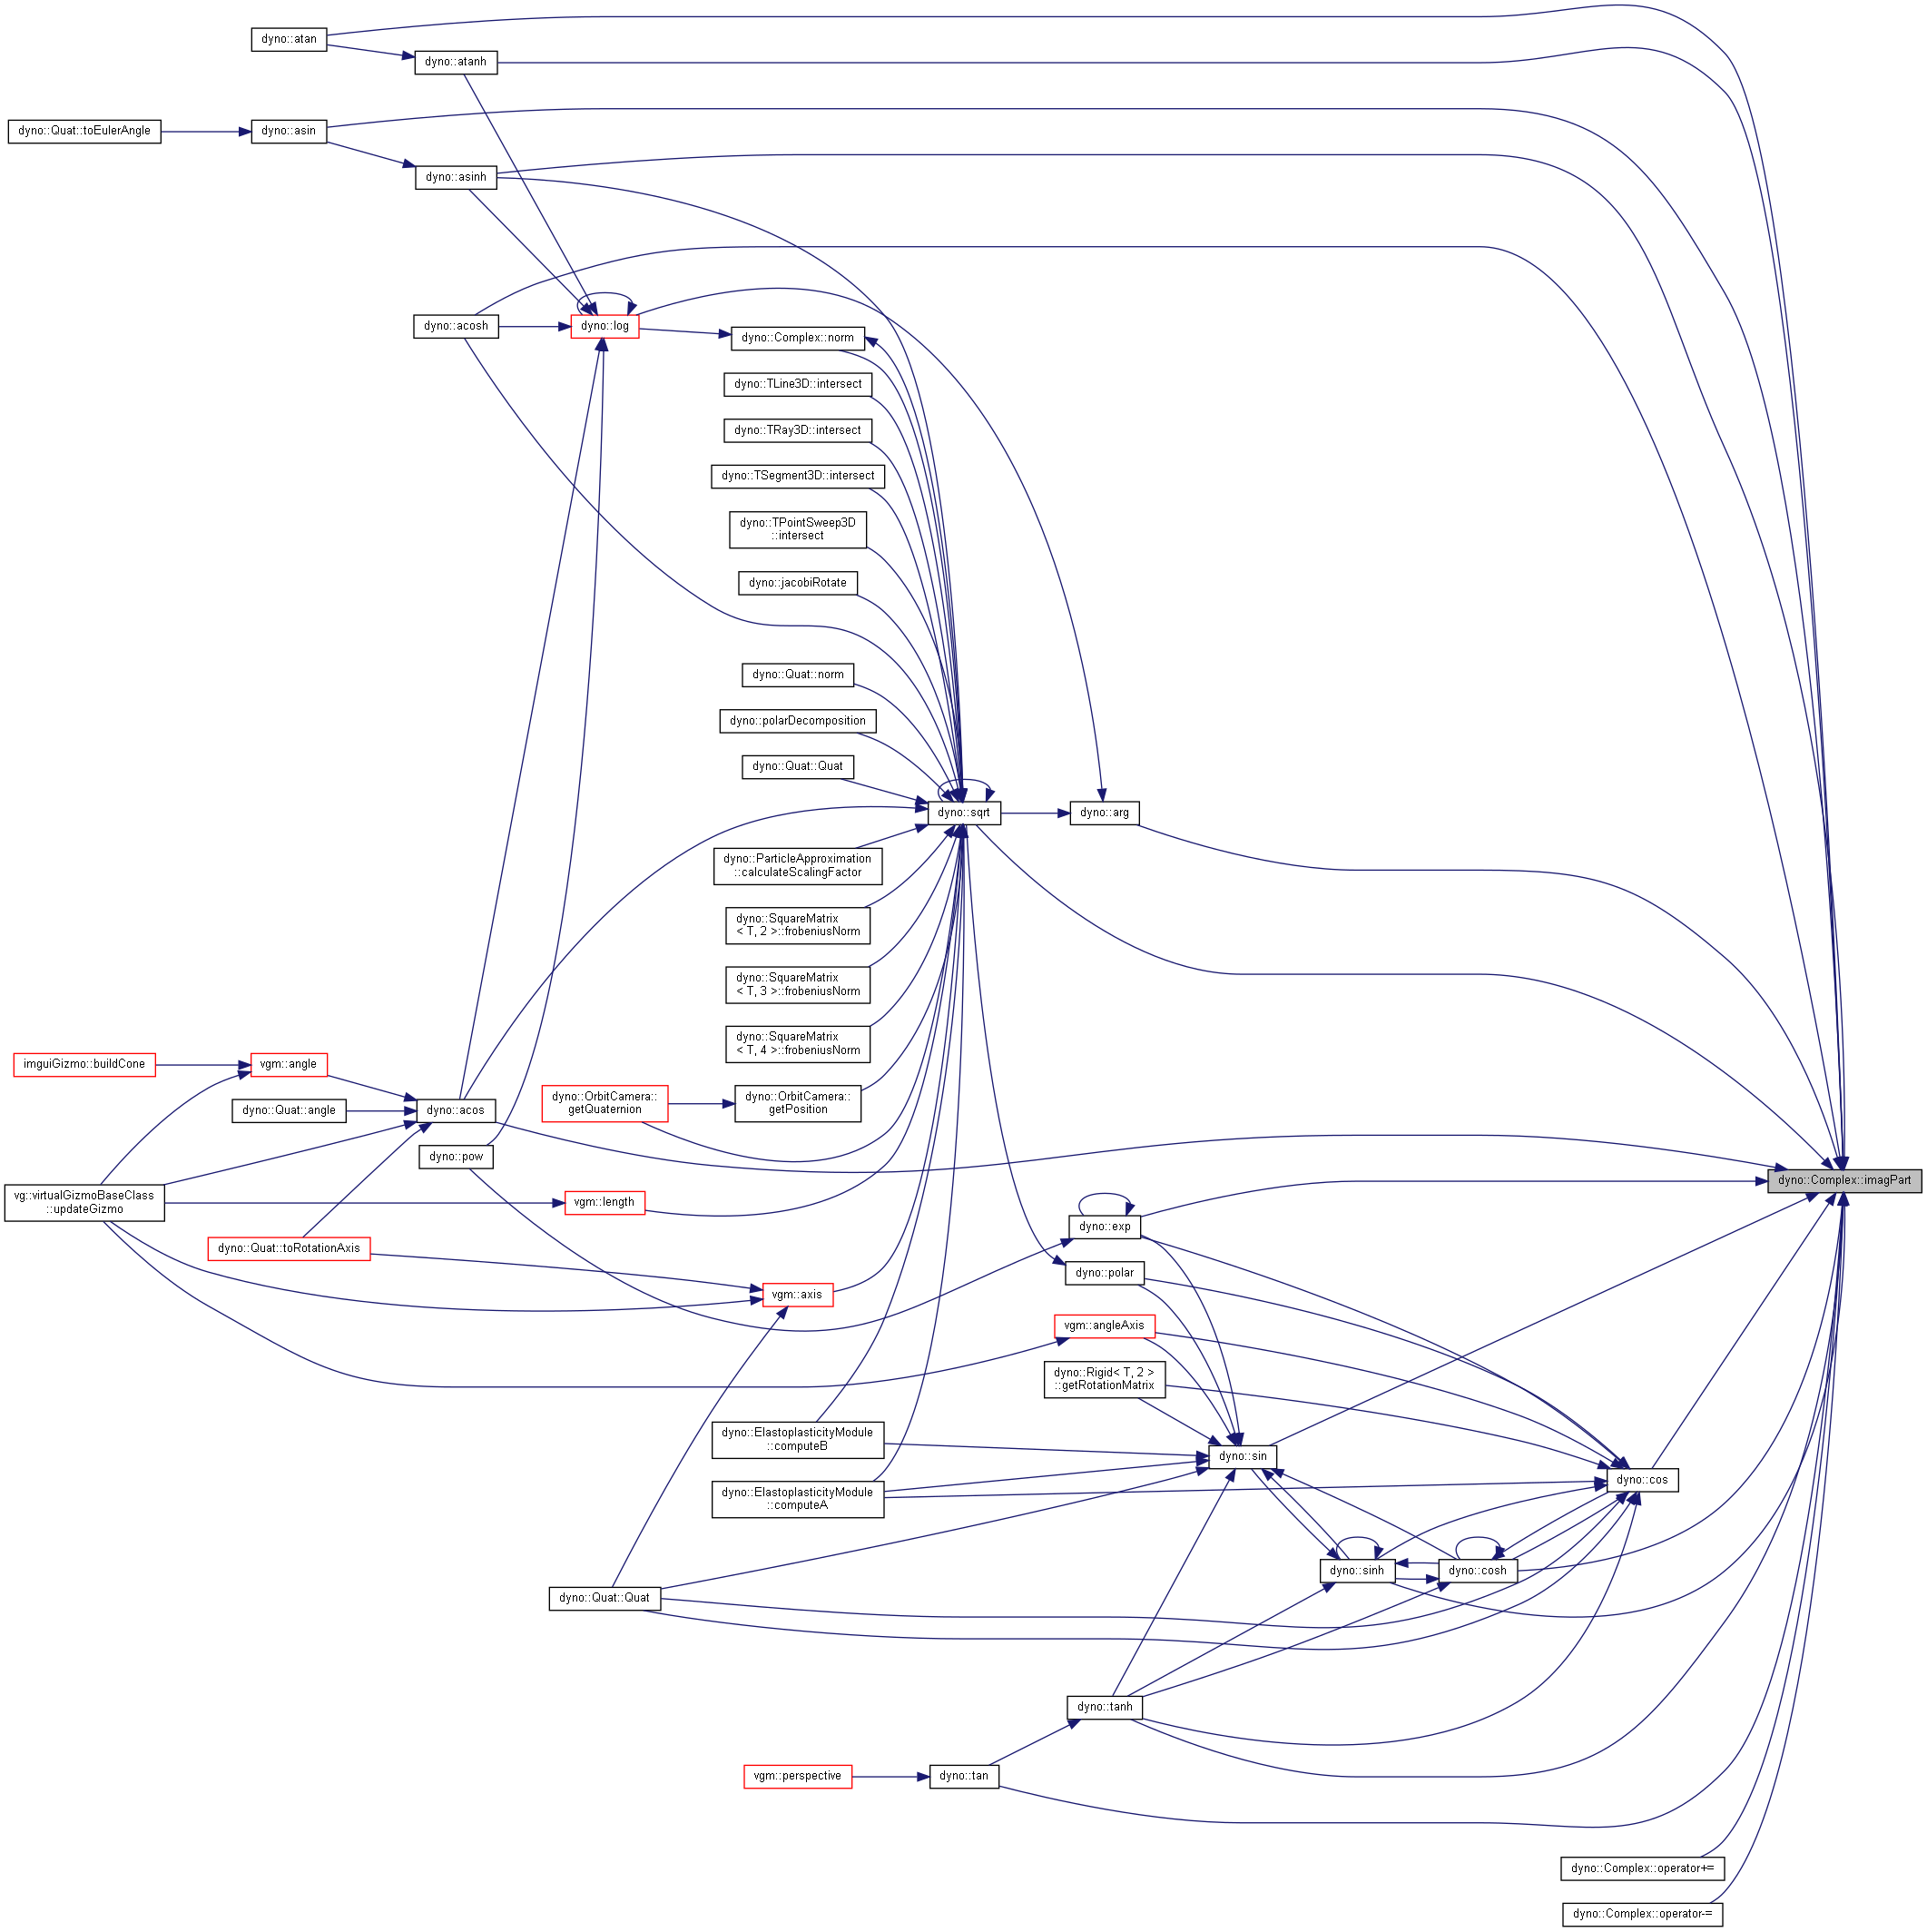 dyno::atan
dyno::atanh
dyno::Quat::toEulerAngle
dyno::asin
dyno::asinh
dyno::acosh
dyno::log
dyno::Complex::norm
dyno::TLine3D::intersect
dyno::TRay3D::intersect
dyno::TSegment3D::intersect
dyno::TPointSweep3D
::intersect
dyno::jacobiRotate
dyno::Quat::norm
dyno::polarDecomposition
dyno::Quat::Quat
dyno::sqrt
dyno::arg
dyno::ParticleApproximation
::calculateScalingFactor
dyno::SquareMatrix
< T, 2 >::frobeniusNorm
dyno::SquareMatrix
< T, 3 >::frobeniusNorm
dyno::SquareMatrix
< T, 4 >::frobeniusNorm
imguiGizmo::buildCone
vgm::angle
dyno::Quat::angle
dyno::acos
dyno::OrbitCamera::
getQuaternion
dyno::OrbitCamera::
getPosition
dyno::pow
dyno::Complex::imagPart
vg::virtualGizmoBaseClass
::updateGizmo
vgm::length
dyno::exp
dyno::Quat::toRotationAxis
dyno::polar
vgm::axis
vgm::angleAxis
dyno::Rigid< T, 2 >
::getRotationMatrix
dyno::ElastoplasticityModule
::computeB
dyno::sin
dyno::cos
dyno::ElastoplasticityModule
::computeA
dyno::sinh
dyno::cosh
dyno::Quat::Quat
dyno::tanh
vgm::perspective
dyno::tan
dyno::Complex::operator+=
dyno::Complex::operator-=